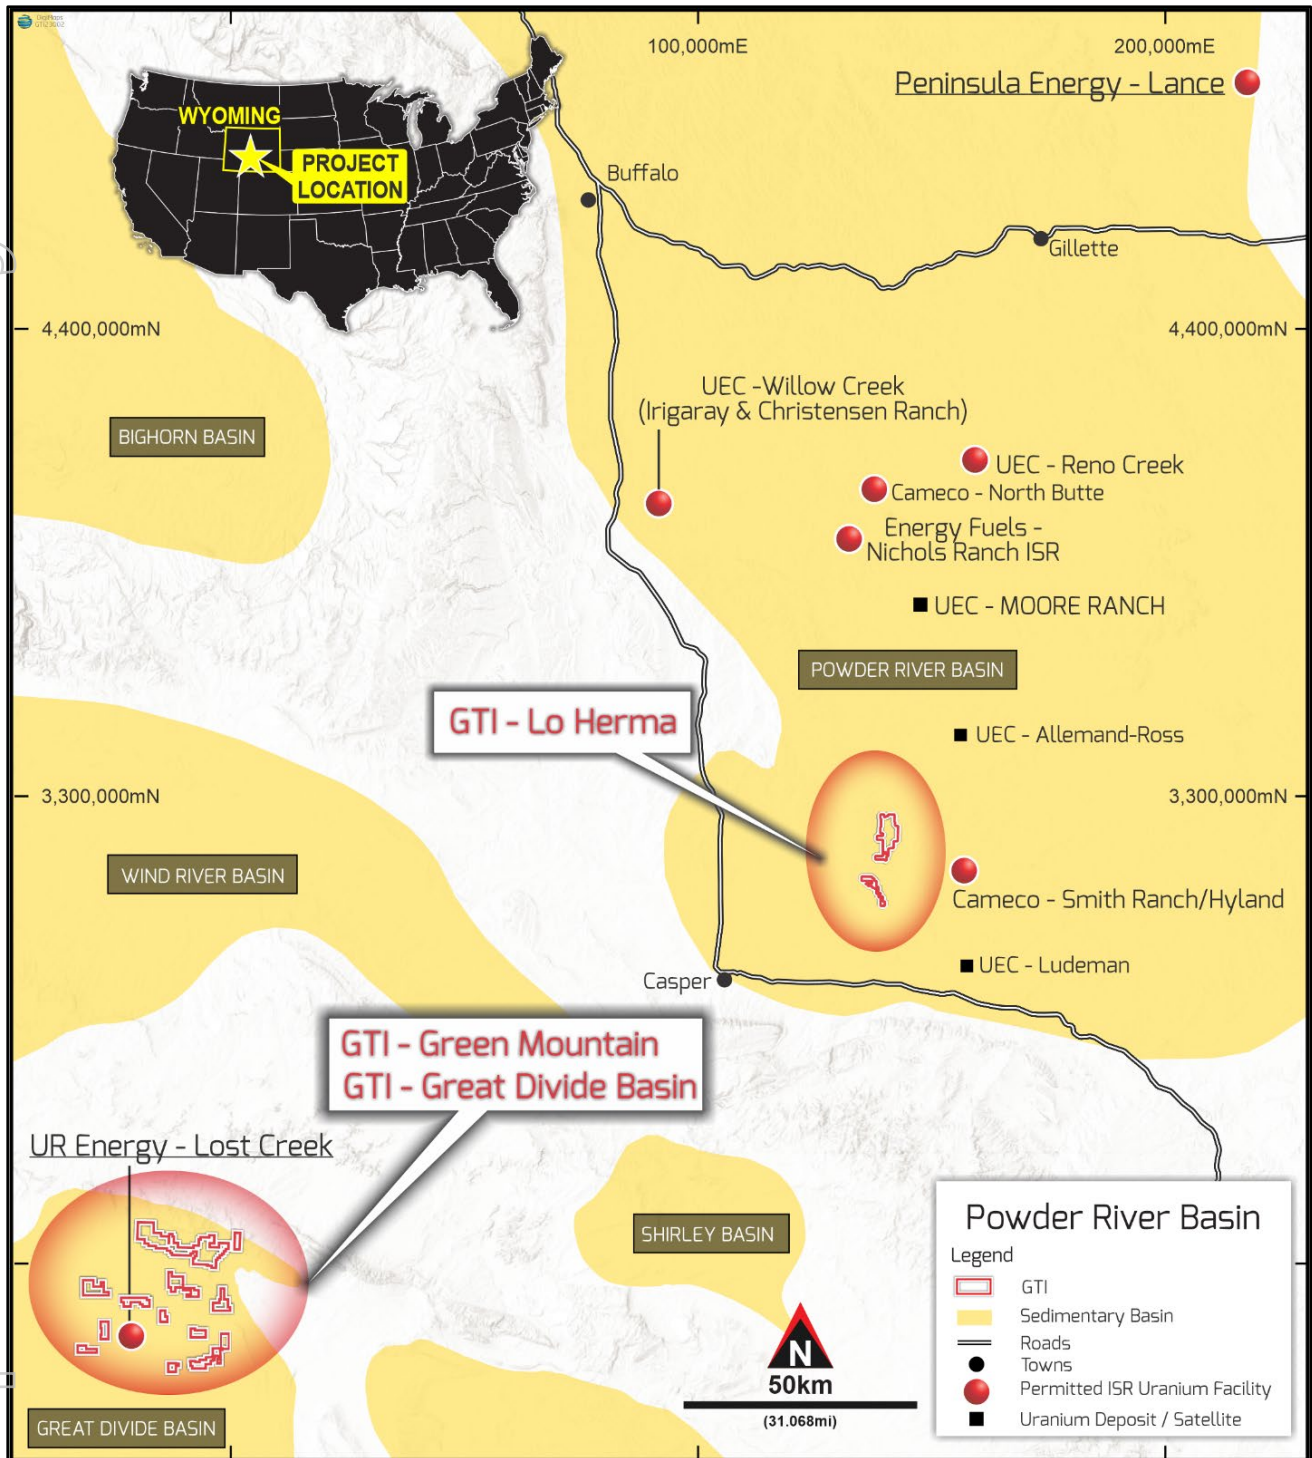 DigiMaps
100,000mE
200,000mE
Peninsula Energy - Lance
WYOMING
PROJECT
LOCATION
Buffalo
Gillette
4,400,000mN
4,400,000mN
UEC -Willow Creek
(Irigaray & Christensen Ranch)
BIGHORN BASIN
UEC - Reno Creek
Cameco - North Butte
Energy Fuels -
Nichols Ranch ISR
UEC - MOORE RANCH
POWDER RIVER BASIN
GTI - Lo Herma
UEC - Allemand-Ross
3,300,000mN
3,300,000mN
WIND RIVER BASIN
Cameco - Smith Ranch/Hyland
UEC - Ludeman
Casper
GTI - Green Mountain
GTI - Great Divide Basin
UR Energy - Lost Creek
SHIRLEY BASIN
Powder River Basin
Legend
GTI
Sedimentary Basin
Roads
Towns
Permitted ISR Uranium Facility
Uranium Deposit / Satellite
N
50km
(31.068mi)
GREAT DIVIDE BASIN